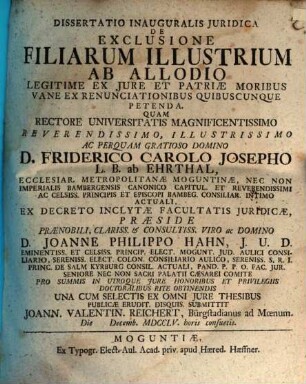 DISSERTATIO INAUGURALIS JURIDICA
DE
EXCLUSIONE
FILIARUM ILLUSTRIUM
AB ALLODIO
LEGITIME EX JURE ET PATRIÆ MORIBUS
VANE EX RENUNCIATIONIBUS QUIBUSCUNQUE
PETENDA.
QUAM
RECTORE UNIVERSITATIS MAGNIFICENTISSIMO
REVERENDISSIMO, ILLUSTRISSIMO
AC PERQUAM GRATIOSO DOMINO
D. FRIDERICO CAROLO JOSEPHO
L. B. ab EHRTHAL,
ECCLESIAR. METROPOLITANÆ MOGUNTINÆ, NEC NON
IMPERIALIS BAMBERGENSIS CANONICO CAPITUL. ET REVERENDISSIMI
AC CELSISS. PRINCIPIS ET EPISCOPI BAMBEG. CONSILIAR. INTIMO
ACTUALI.
EX DECRETO INCLYTÆ FACULTATIS JURIDICÆ,
PRÆSIDE
PRÆNOBILI, CLARISS. & CONSULTISS. VIRO ac DOMINO
D. JOANNE PHILIPPO HAHN, J. U. D.
EMINENTISS. ET CELSISS. PRINCIP. ELECT. MOGUNT. JUD. AULICI CONSILIARIO, SERENISS. ELECT. COLON. CONSILIARIO AULICO, SERENISS. S. R. I.
PRINC. DE SALM KYRBURG CONSIL. ACTUALI, PAND. P. P. O. FAC. JUR.
SENIORE NEC NON SACRI PALATII CÆSAREI COMITE
PRO SUMMIS IN UTROQUE JURE HONORIBUS ET PRIVILEGIIS
DOCTORALIBUS RITE OBTINENDIS
UNA CUM SELECTIS EX OMNI JURE THESIBUS
PUBLICÆ ERUDIT. DISQUIS. SUBMITTIT
JOANN. VALENTIN. REICHERT, Bürgstadianus ad Mœnum.
Die Decemb. MDCCLV. horis consuetis.
MOGUNTIÆ,
Ex Typogr. Elect. Aul. Acad. priv. apud Hæred. Hæffner.